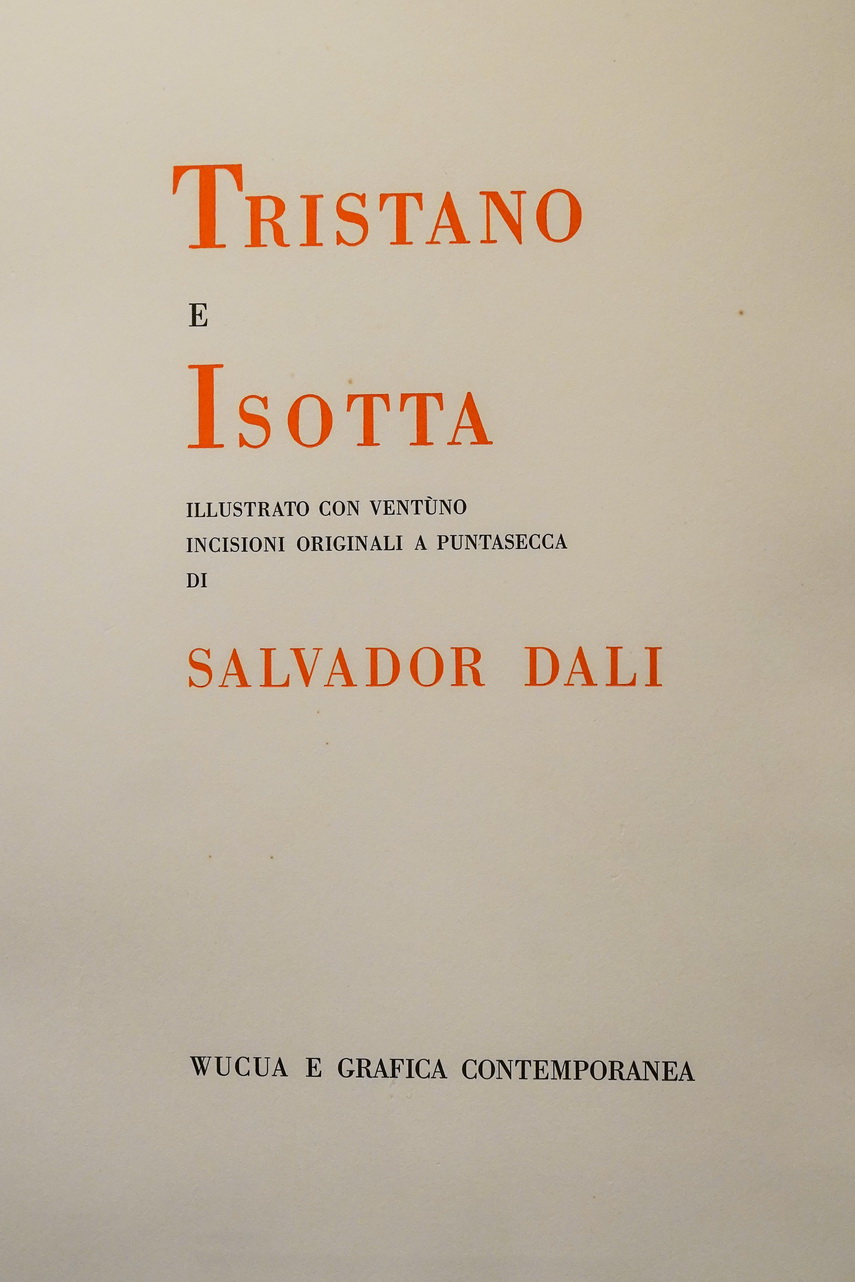 TRISTANO
E
ISOTTA
ILLUSTRATO CON VENTÙNO
INCISIONI ORIGINALI A PUNTASECCA
DI
SALVADOR DALI
WUCUA E GRAFICA CONTEMPORANEA